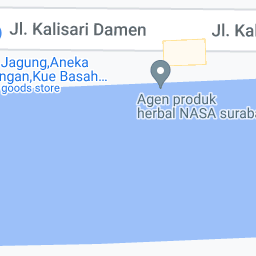 Jl. Kalisari Damen
Jl. Kal
Jagung,Aneka
ngan,Kue Basah...
goods store
Agen produk
herbal NASA suraba